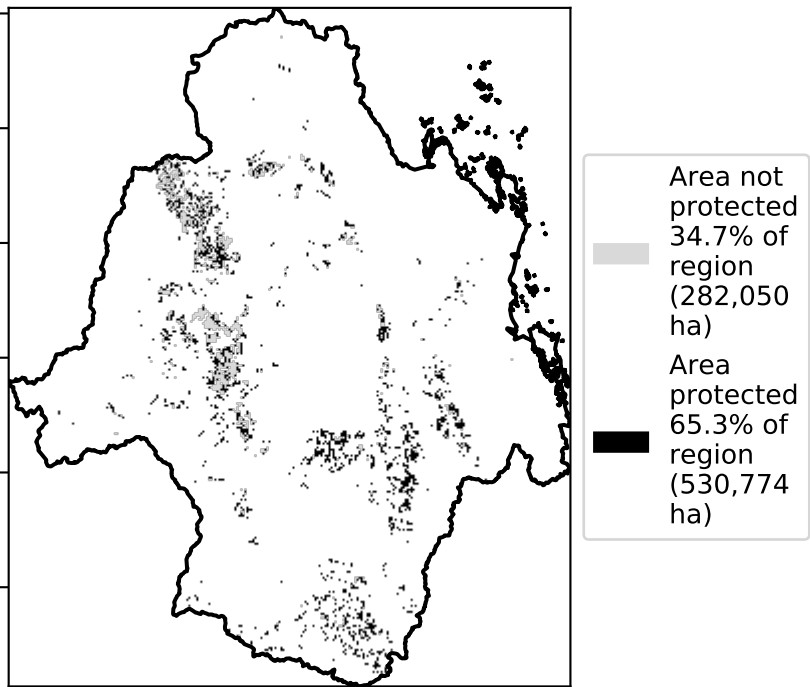 Area not
protected
34.7% of
region
(282,050
ha)
Area
protected
65.3% of
region
(530,774
ha)